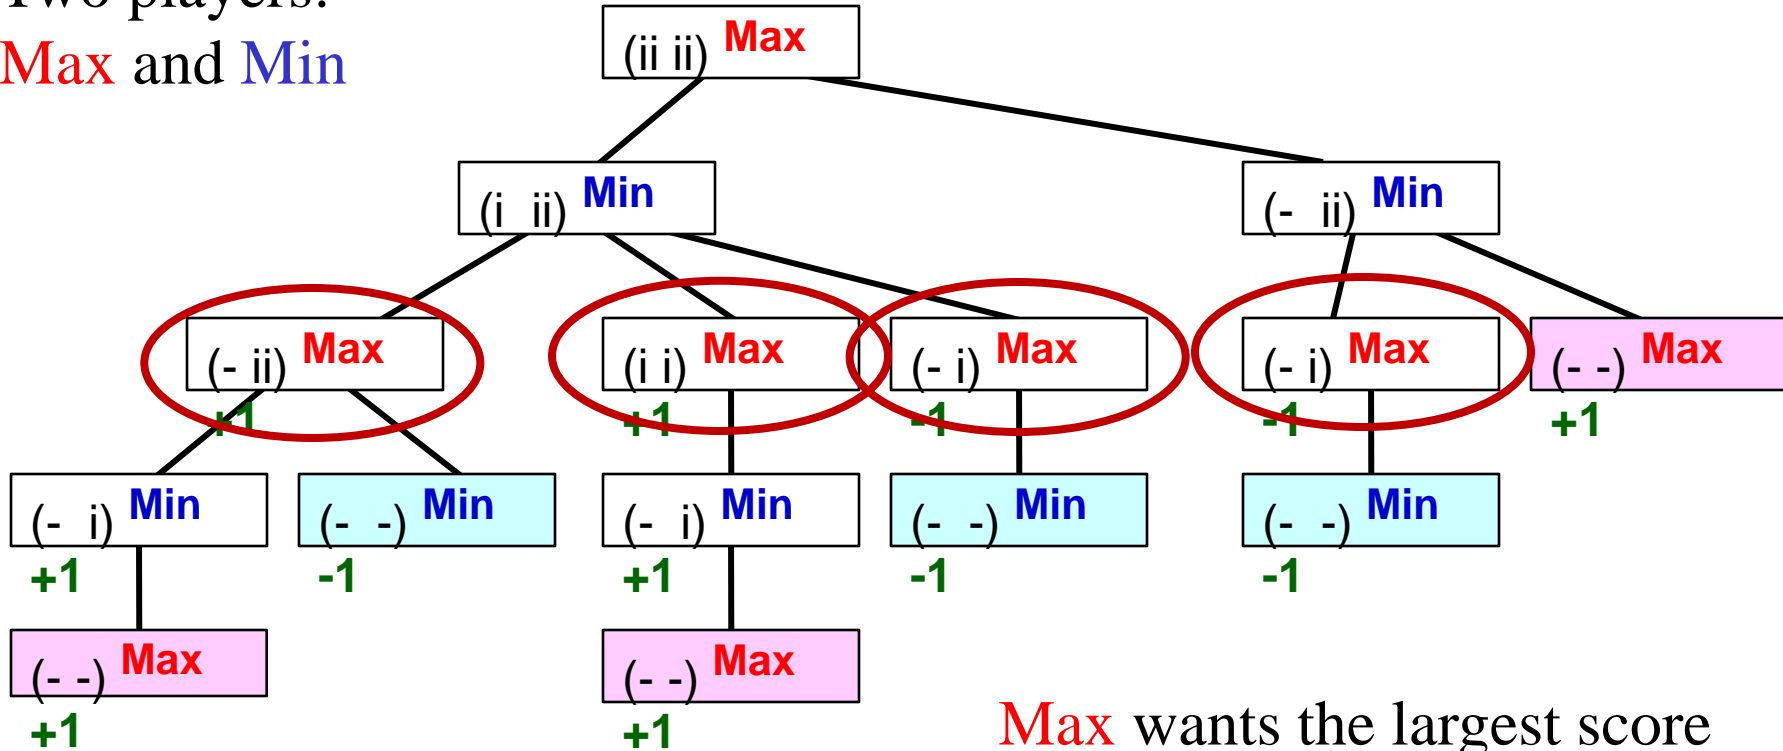 Two players:
Max and Min
(ii ii) Max
(i ii) Min
(- ii) Min
(- ii) Max
+1
(i i) Max
+1
(- i) Max
-1
(- i) Max
-1
(- -) Max
+1
(- i) Min
+1
(- -) Min
-1
(- i) Min
+1
(- -) Min
-1
(- -) Min
-1
(- -) Max
+1
(- -) Max
+1
Max wants the largest score